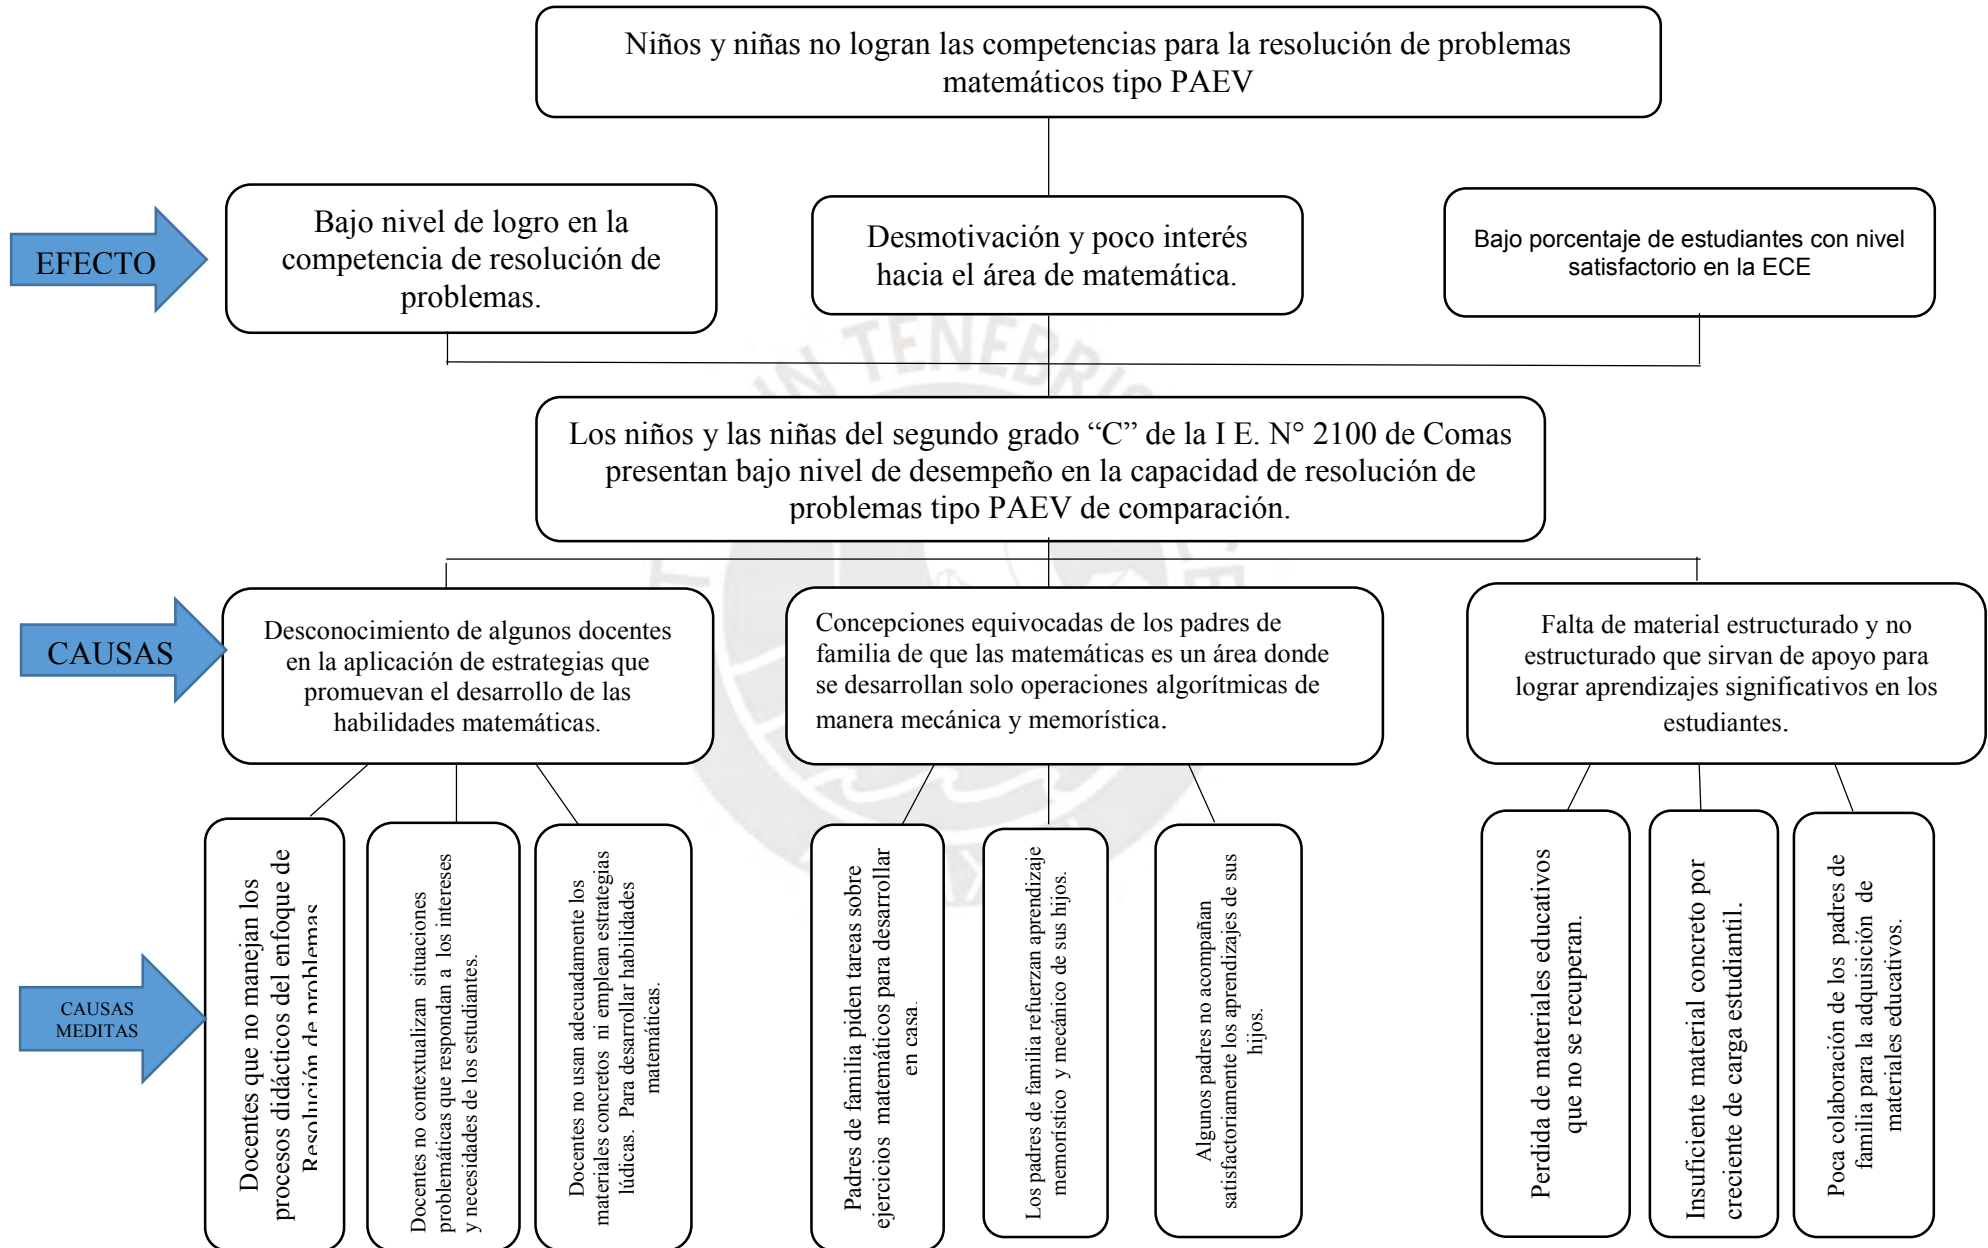 Niños y niñas no logran las competencias para la resolución de problemas
matemáticos tipo PAEV
EFECTO
Bajo nivel de logro en la
competencia de resolución de
problemas.
Desmotivación y poco interés
hacia el área de matemática.
Bajo porcentaje de estudiantes con nivel
satisfactorio en la ECE
IN TENEBRIS
Los niños y las niñas del segundo grado “C” de la I E. N° 2100 de Comas
presentan bajo nivel de desempeño en la capacidad de resolución de
problemas tipo PAEV de comparación.
CAUSAS
Desconocimiento de algunos docentes
en la aplicación de estrategias que
promuevan el desarrollo de las
habilidades matemáticas.
Concepciones equivocadas de los padres de
familia de que las matemáticas es un área donde
se desarrollan solo operaciones algorítmicas de
manera mecánica y memorística.
Falta de material estructurado y no
estructurado que sirvan de apoyo para
lograr aprendizajes significativos en los
estudiantes.
CAUSAS
MEDITAS
Docentes que no manejan los
procesos didácticos del enfoque de
Resolución de problemas
Docentes no contextualizan situaciones
problemáticas que respondan a los intereses
y necesidades de los estudiantes.
Docentes no usan adecuadamente los
materiales concretos ni emplean estrategias
lúdicas. Para desarrollar habilidades
matemáticas.
Padres de familia piden tareas sobre
ejercicios matemáticos para desarrollar
en casa.
Los padres de familia refuerzan aprendizaje
memorístico y mecánico de sus hijos.
Algunos padres no acompañan
satisfactoriamente los aprendizajes de sus
hijos.
Perdida de materiales educativos
que no se recuperan.
Insuficiente material concreto por
creciente de carga estudiantil.
Poca colaboración de los padres de
familia para la adquisición de
materiales educativos.